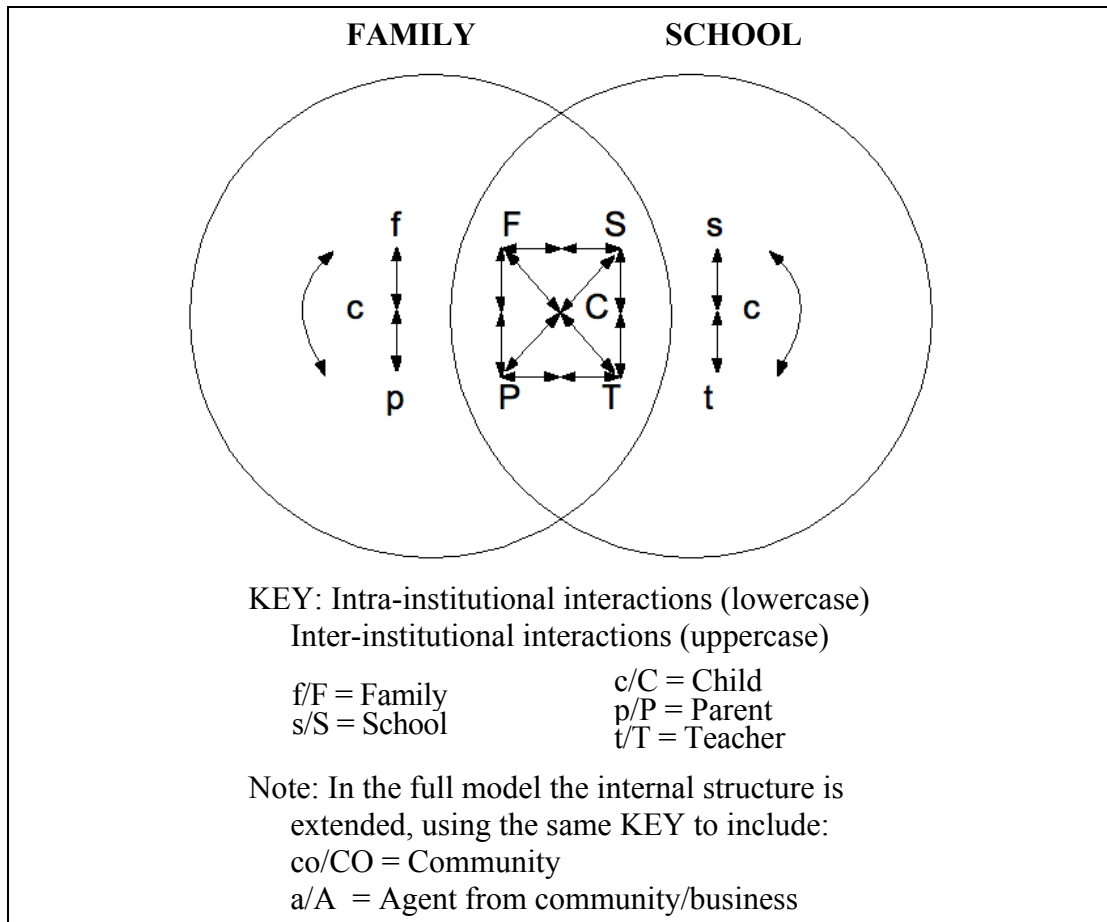 FAMILY SCHOOL
f F S s
c C c
p P T t
KEY: Intra-institutional interactions (lowercase)
Inter-institutional interactions (uppercase)
f/F = Family c/C = Child
s/S = School p/P = Parent
t/T = Teacher
Note: In the full model the internal structure is
extended, using the same KEY to include:
co/CO = Community
a/A = Agent from community/business